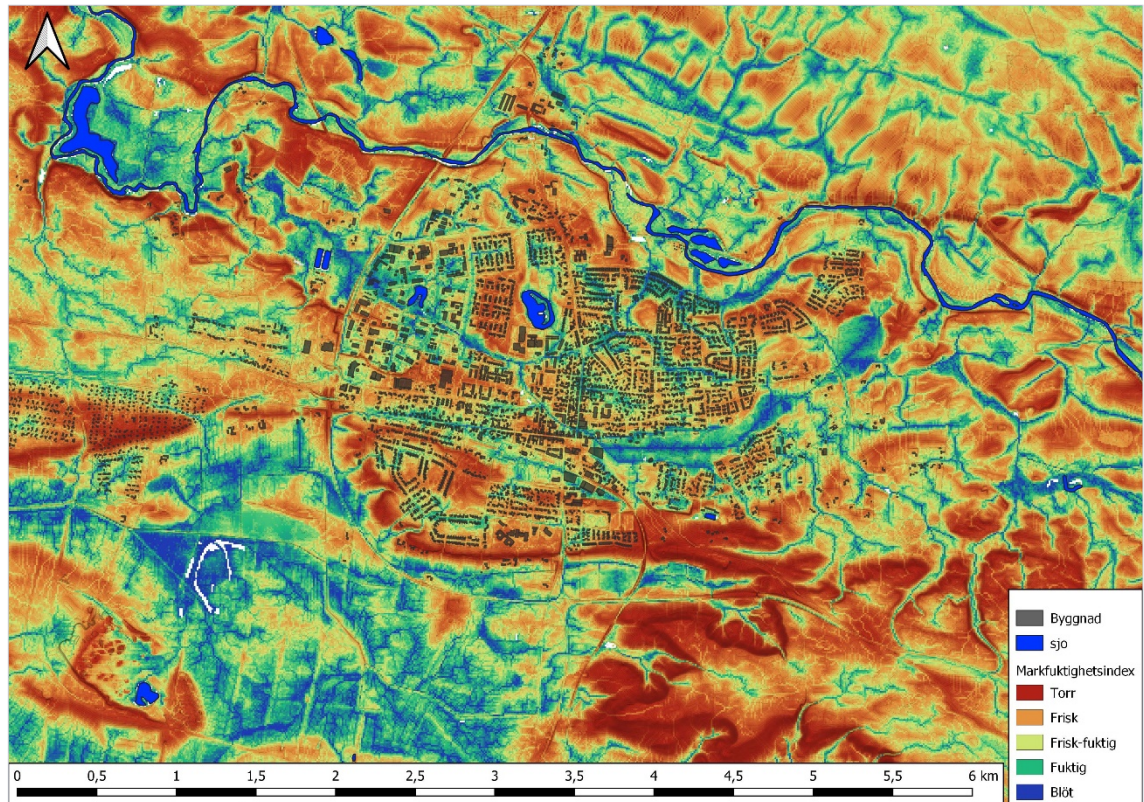 Byggnad
sjo
Markfuktighetsindex
Torr
Frisk
Frisk-fuktig
Fuktig
Blöt
0 0,5 1 1,5 2 2,5 3 3,5 4 4,5 5 5,5 6 km